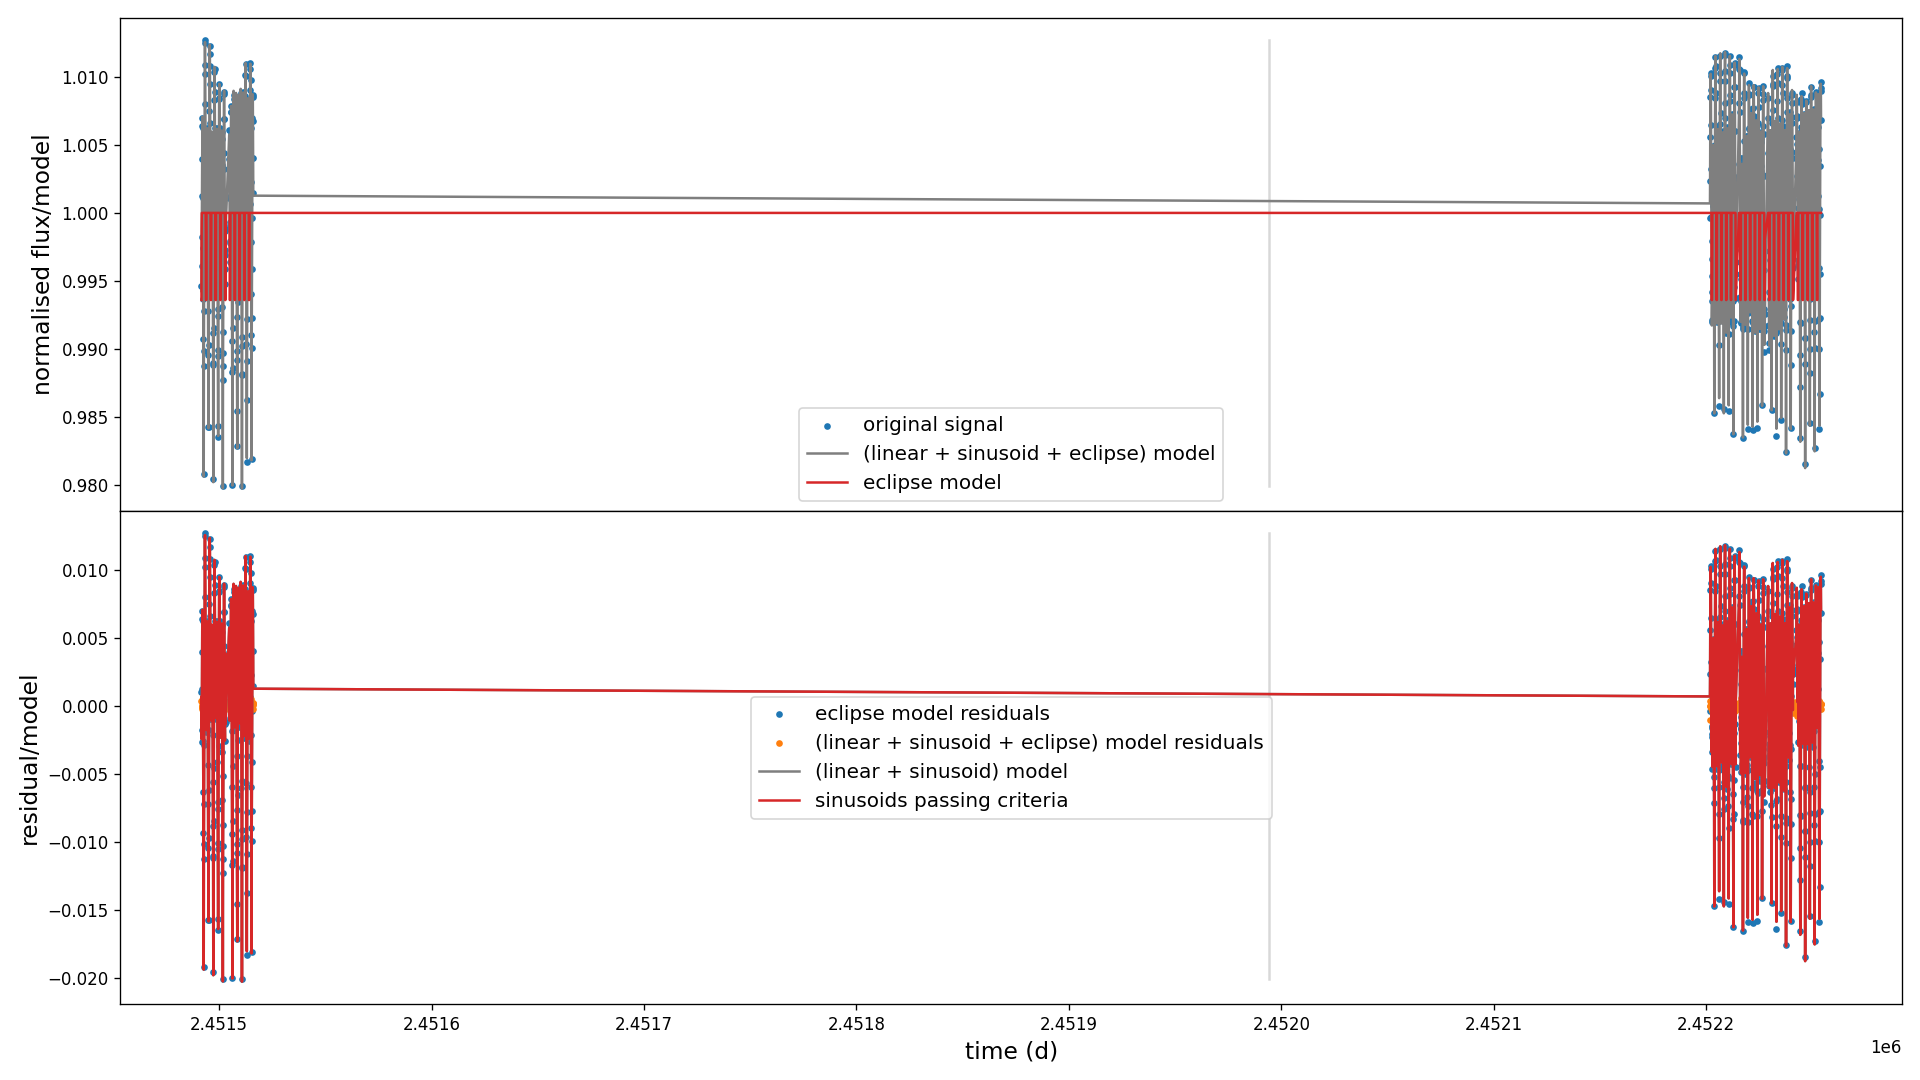 normalised flux/model
1.010
1.005
1.000
0.995
0.990
0.985
0.980
original signal
(linear + sinusoid + eclipse) model
eclipse model
residual/model
0.010
0.005
0.000
−0.005
−0.010
−0.015
−0.020
eclipse model residuals
(linear + sinusoid + eclipse) model residuals
(linear + sinusoid) model
sinusoids passing criteria
2.4515 2.4516 2.4517 2.4518 2.4519 2.4520 2.4521 2.4522
1e6
time (d)